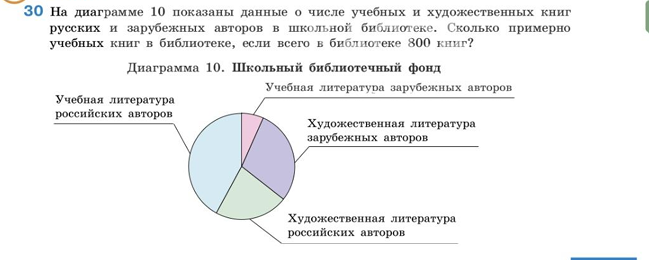 30 На диаграмме 10 показаны данные о числе учебных и художественных книг
русских и зарубежных авторов в школьной библиотеке. Сколько примерно
учебных книг в библиотеке, если всего в библиотеке 800 книг?
Диаграмма 10. Школьный библиотечный фонд
Учебная литература зарубежных авторов
Учебная литература
российских авторов
Художественная литература
зарубежных авторов
Художественная литература
российских авторов